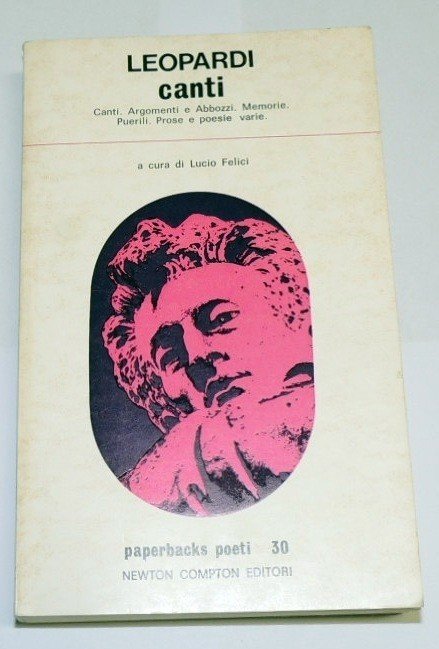 LEOPARDI
canti
Canti. Argomenti e Abbozzi. Memorie.
Puerili. Prose e poesie varie.
a cura di Lucio Felici
paperbacks poeti 30
NEWTON COMPTON EDITORI